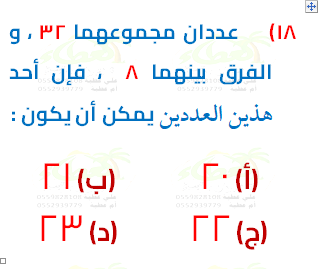 ١٨) عددان مجموعهما ٣٢ ، و
الفرق بينهما ٨ ، فإن أحد
هذين العددين يمكن أن يكون :
(أ) ٢٠ (ب) ٢١
(ج) ٢٢ (د) ٢٣